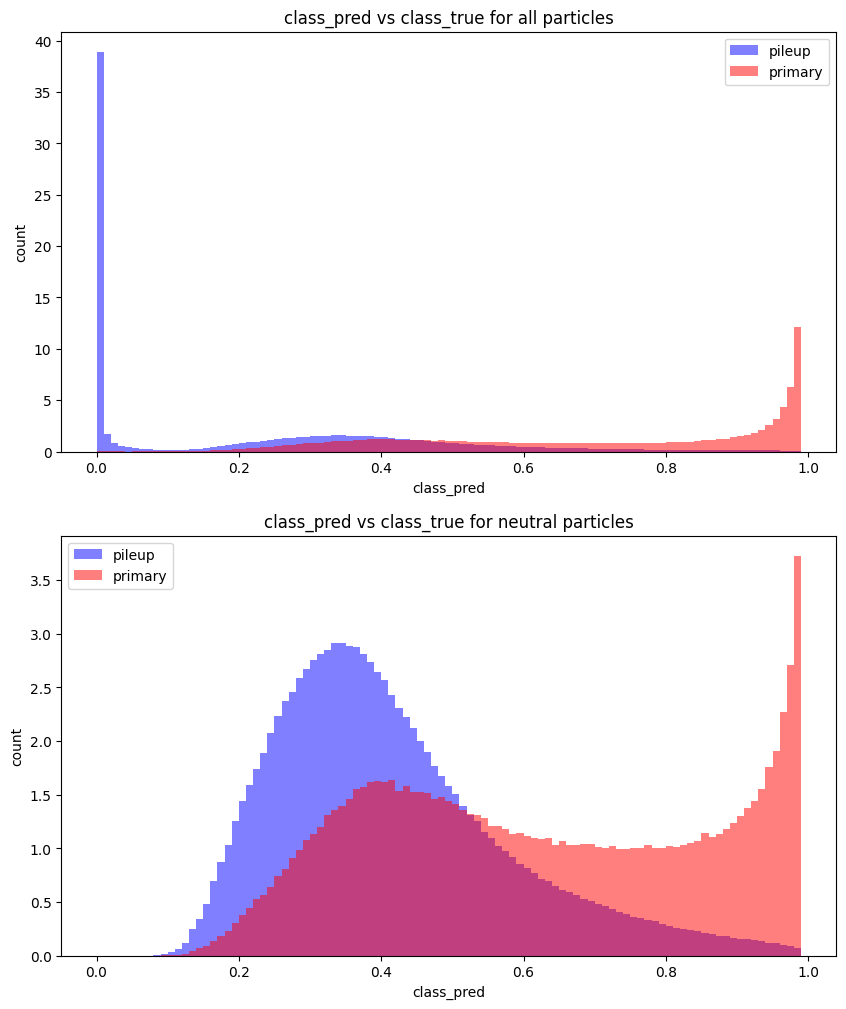 class_pred vs class_true for all particles
40
35
30
25
20
15
10
5
0
count
pileup
primary
0.0 0.2 0.4 0.6 0.8 1.0
class_pred
class_pred vs class_true for neutral particles
pileup
primary
3.5
3.0
2.5
2.0
1.5
1.0
0.5
0.0
count
0.0 0.2 0.4 0.6 0.8 1.0
class_pred